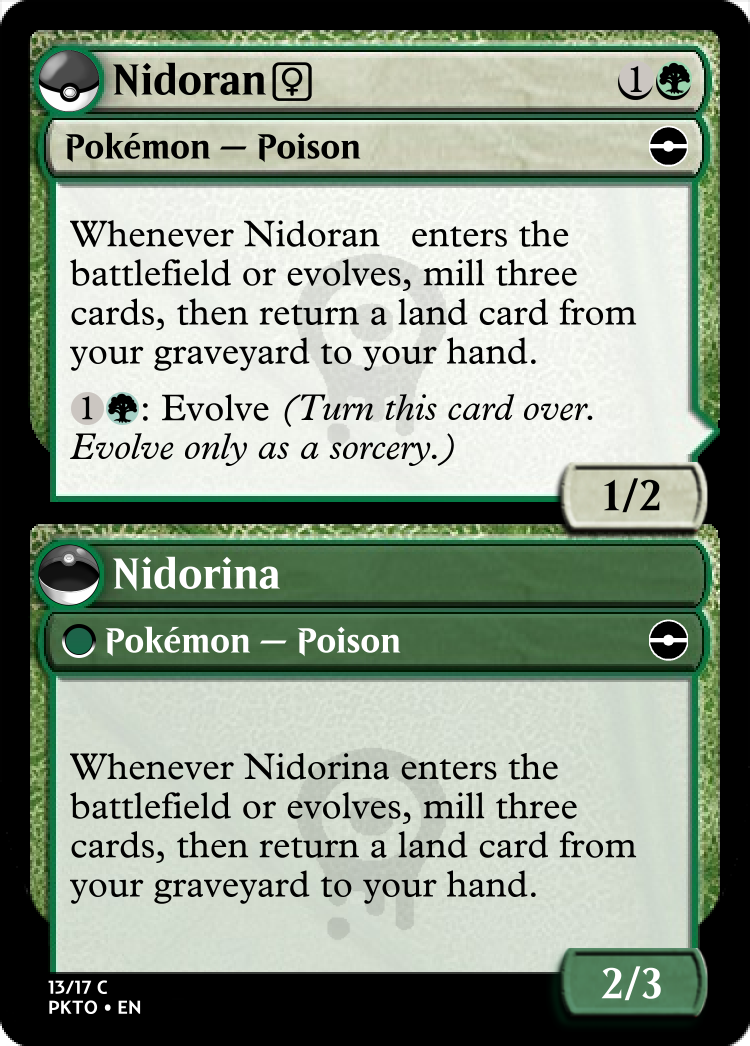 Nidoran♀ 1
Pokémon — Poison
Whenever Nidoran enters the
battlefield or evolves, mill three
cards, then return a land card from
your graveyard to your hand.
1: Evolve (Turn this card over.
Evolve only as a sorcery.)
1/2
Nidorina
Pokémon — Poison
Whenever Nidorina enters the
battlefield or evolves, mill three
cards, then return a land card from
your graveyard to your hand.
2/3
13/17 C
PKTO • EN